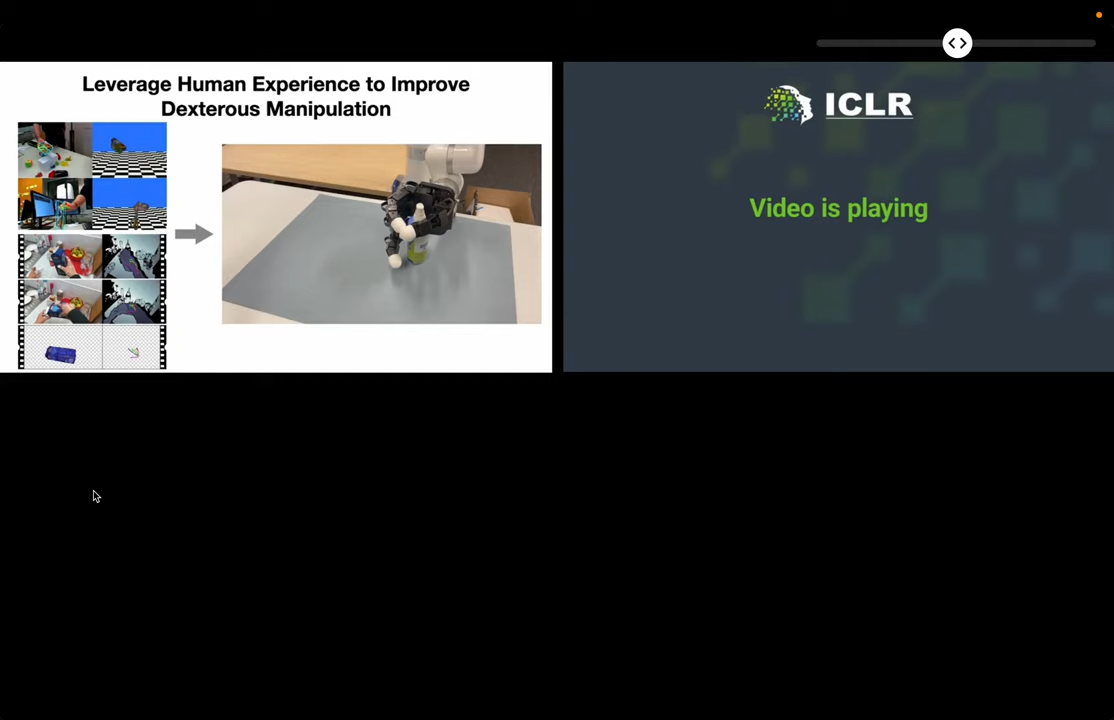 Leverage Human Experience to Improve
Dexterous Manipulation
ICLR
Video is playing